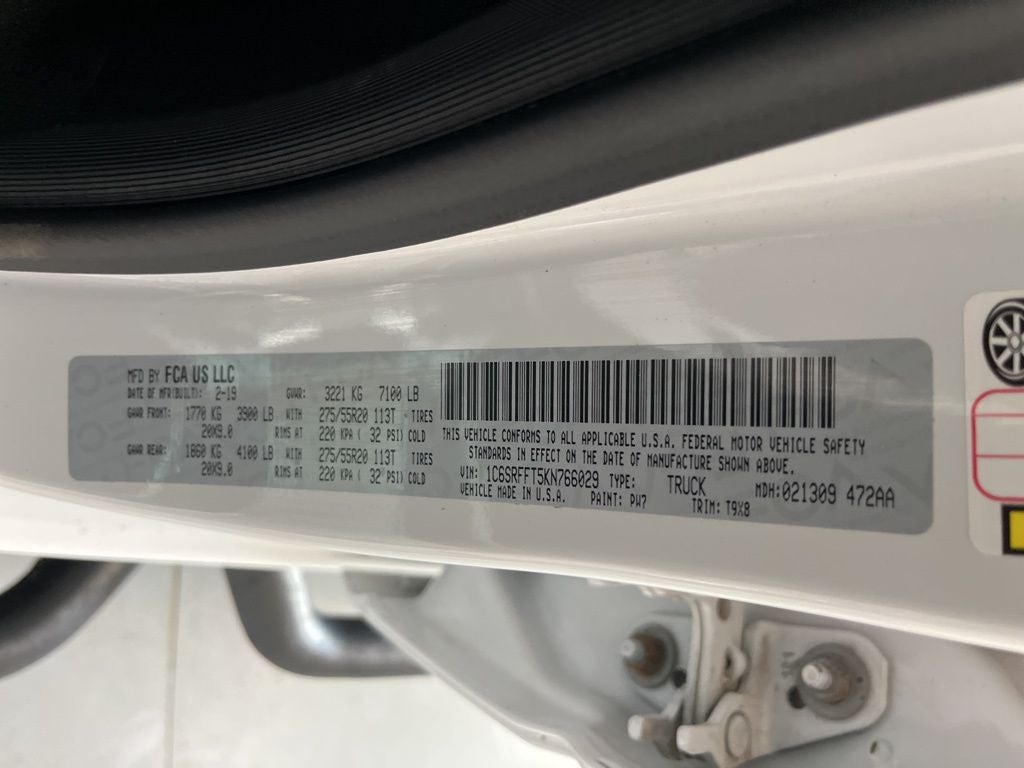 MFD BY FCA US LLC
DATE OF MFR(BUILT): 2-19 GVWR: 3221 KG 7100 LB
GAWR FRONT: 1770 KG 3900 LB WITH 275/55R20 113T TIRES
20X9.0 RIMS AT 220 KPA ( 32 PSI) COLD
GAWR REAR: 1860 KG 4100 LB WITH 275/55R20 113T TIRES
20X9.0 RIMS AT 220 KPA ( 32 PSI) COLD
THIS VEHICLE CONFORMS TO ALL APPLICABLE U.S.A. FEDERAL MOTOR VEHICLE SAFETY
STANDARDS IN EFFECT ON THE DATE OF MANUFACTURE SHOWN ABOVE.
VIN: 1C6SRFFT5KN766029 TYPE: TRUCK MDH:021309 472AA
VEHICLE MADE IN U.S.A. PAINT: PW7 TRIM: T9X8